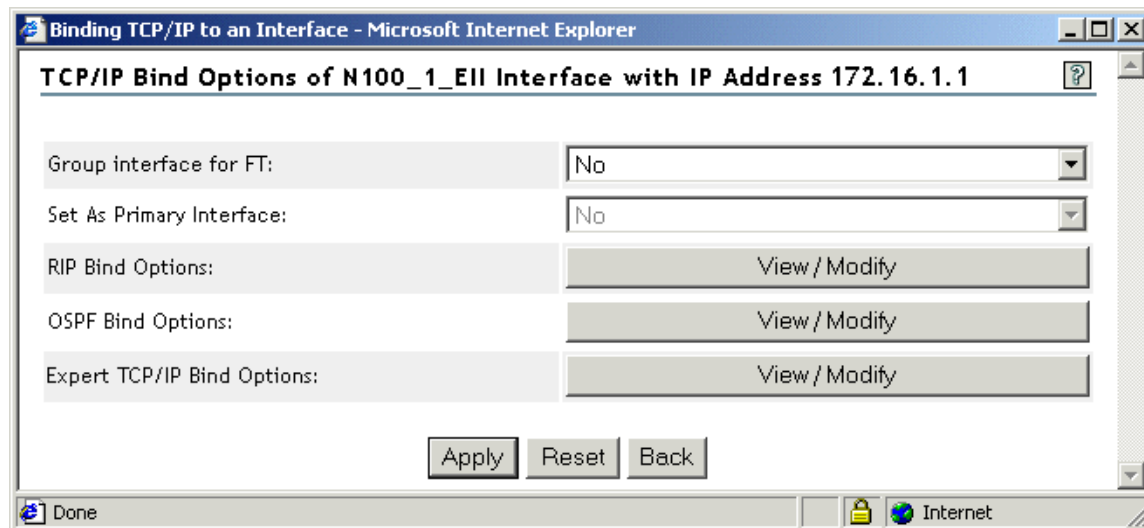 Binding TCP/IP to an Interface - Microsoft Internet Explorer
TCP/IP Bind Options of N100_1_EII Interface with IP Address 172.16.1.1
?
Group interface for FT: No
Set As Primary Interface: No
RIP Bind Options: View / Modify
OSPF Bind Options: View / Modify
Expert TCP/IP Bind Options: View / Modify
Apply Reset Back
Done Internet